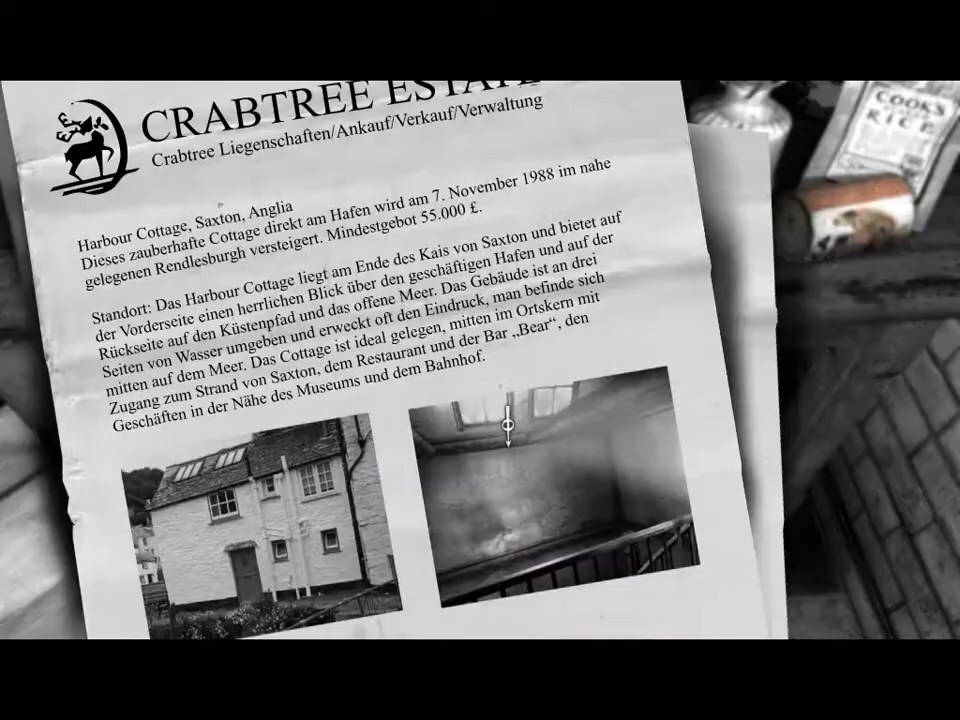 CRABTREE ESTATE
Crabtree Liegenschaften/Ankauf/Verkauf/Verwaltung
Harbour Cottage, Saxton, Anglia
Dieses zauberhafte Cottage direkt am Hafen wird am 7. November 1988 im nahe
gelegenen Rendlesburgh versteigert. Mindestgebot 55.000 £.
Standort: Das Harbour Cottage liegt am Ende des Kais von Saxton und bietet auf
der Vorderseite einen herrlichen Blick über den geschäftigen Hafen und auf der
Rückseite auf den Küstenpfad und das offene Meer. Das Gebäude ist an drei
Seiten von Wasser umgeben und erweckt oft den Eindruck, man befinde sich
mitten auf dem Meer. Das Cottage ist ideal gelegen, mitten im Ortskern mit
Zugang zum Strand von Saxton, dem Restaurant und der Bar „Bear“, den
Geschäften in der Nähe des Museums und dem Bahnhof.
COOKS
RICE